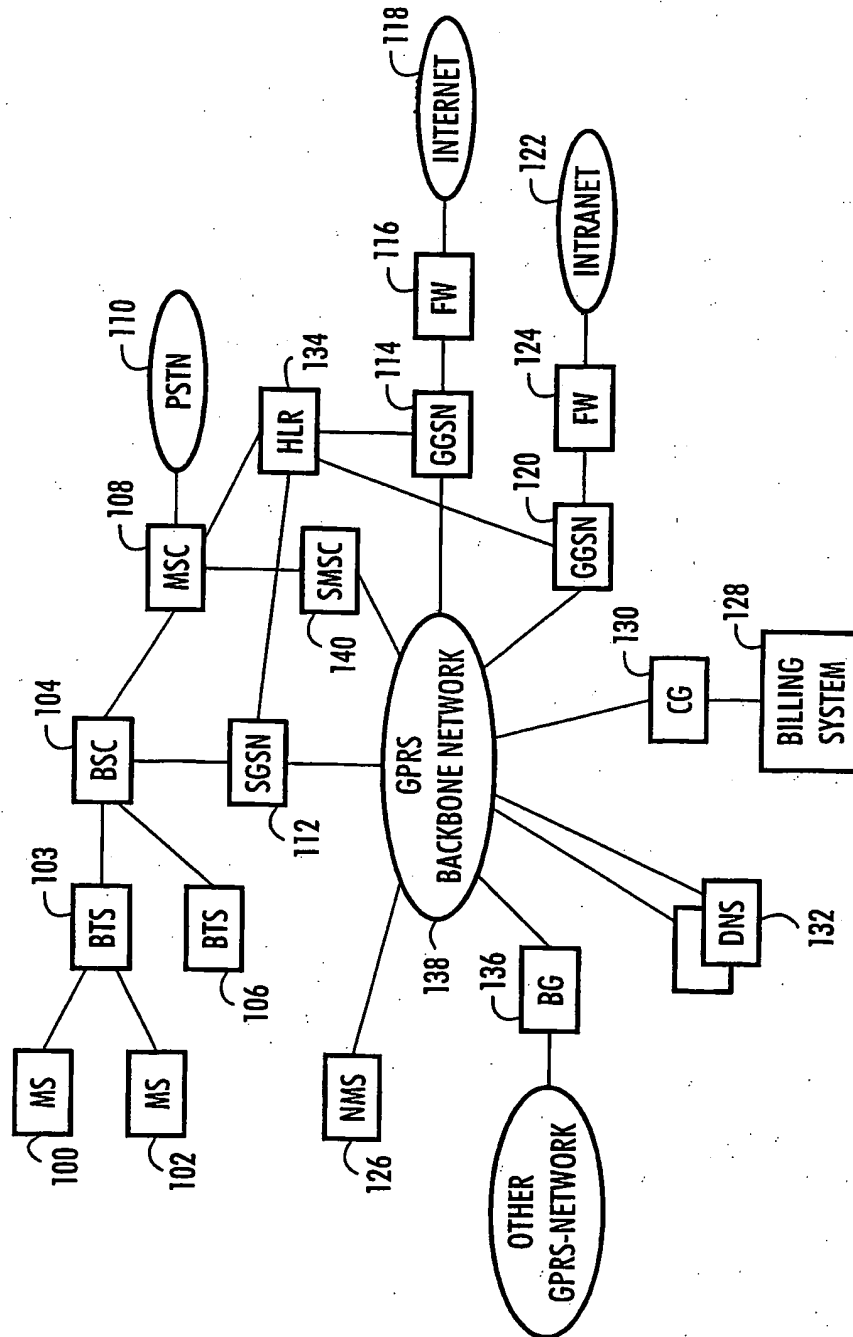 MS
100
MS
102
BTS
103
BTS
106
BSC
104
MSC
108
PSTN
110
SGSN
112
SMSC
140
HLR
134
GGSN
114
FW
116
INTERNET
118
GGSN
120
FW
124
INTRANET
122
NMS
126
GPRS
BACKBONE NETWORK
138
OTHER
GPRS-NETWORK
BG
136
DNS
132
CG
130
BILLING
SYSTEM
128